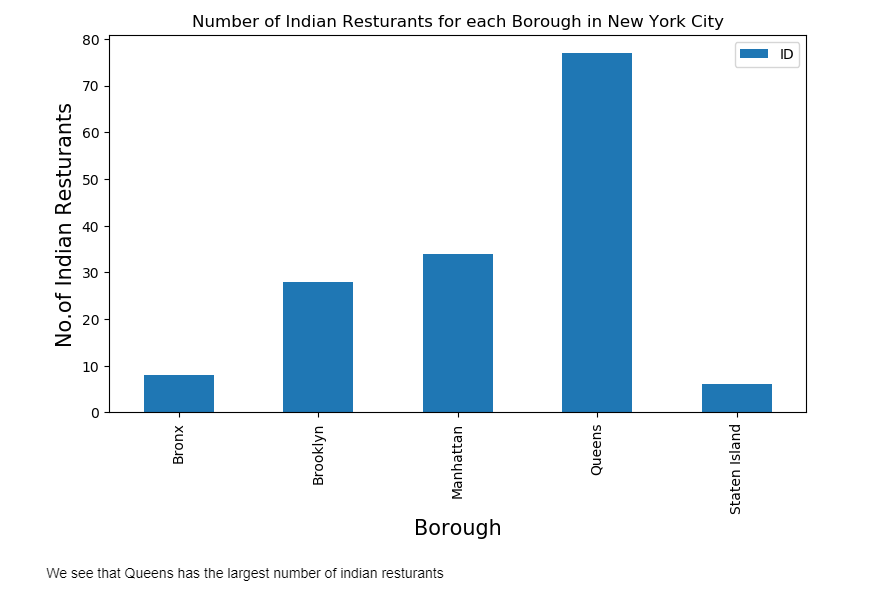 Number of Indian Resturants for each Borough in New York City
ID
No.of Indian Resturants
80
70
60
50
40
30
20
10
0
Bronx
Brooklyn
Manhattan
Queens
Staten Island
Borough
We see that Queens has the largest number of indian resturants